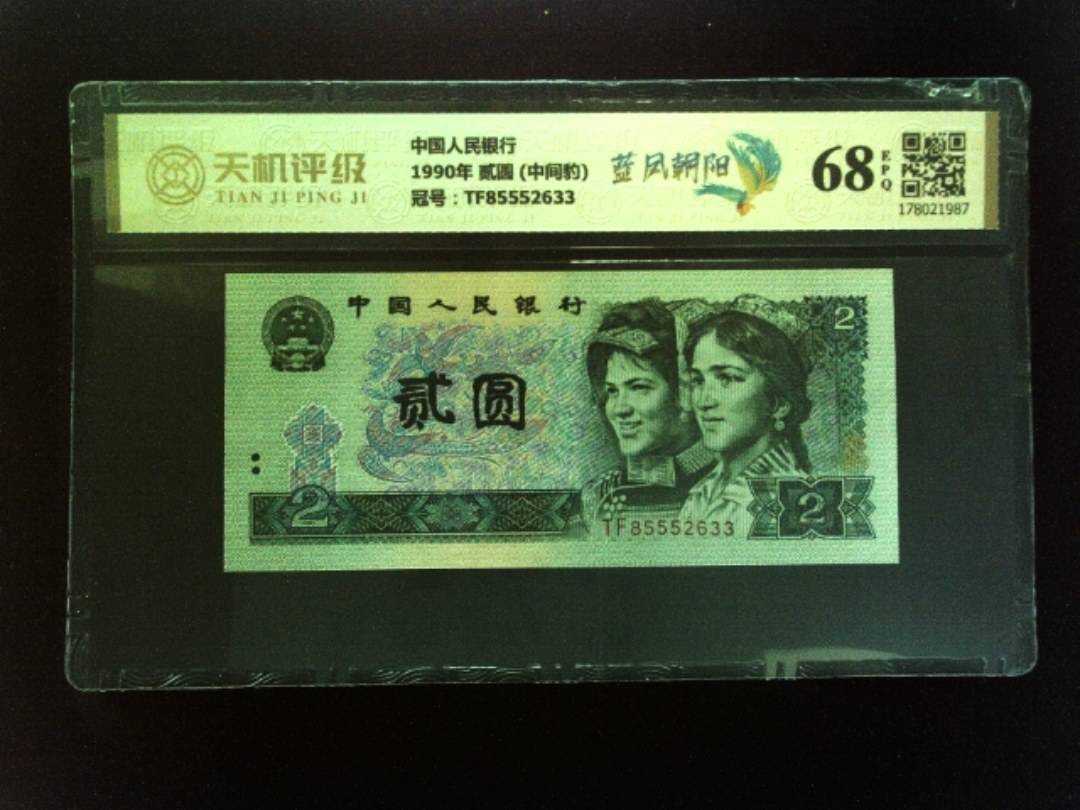 天机评级
TIAN JI PING JI
中国人民银行
1990年 贰圆 (中间豹)
冠号：TF85552633
蓝凤朝阳
68
EPQ
178021987
中国人民银行
贰圆
2
2
TF85552633
2